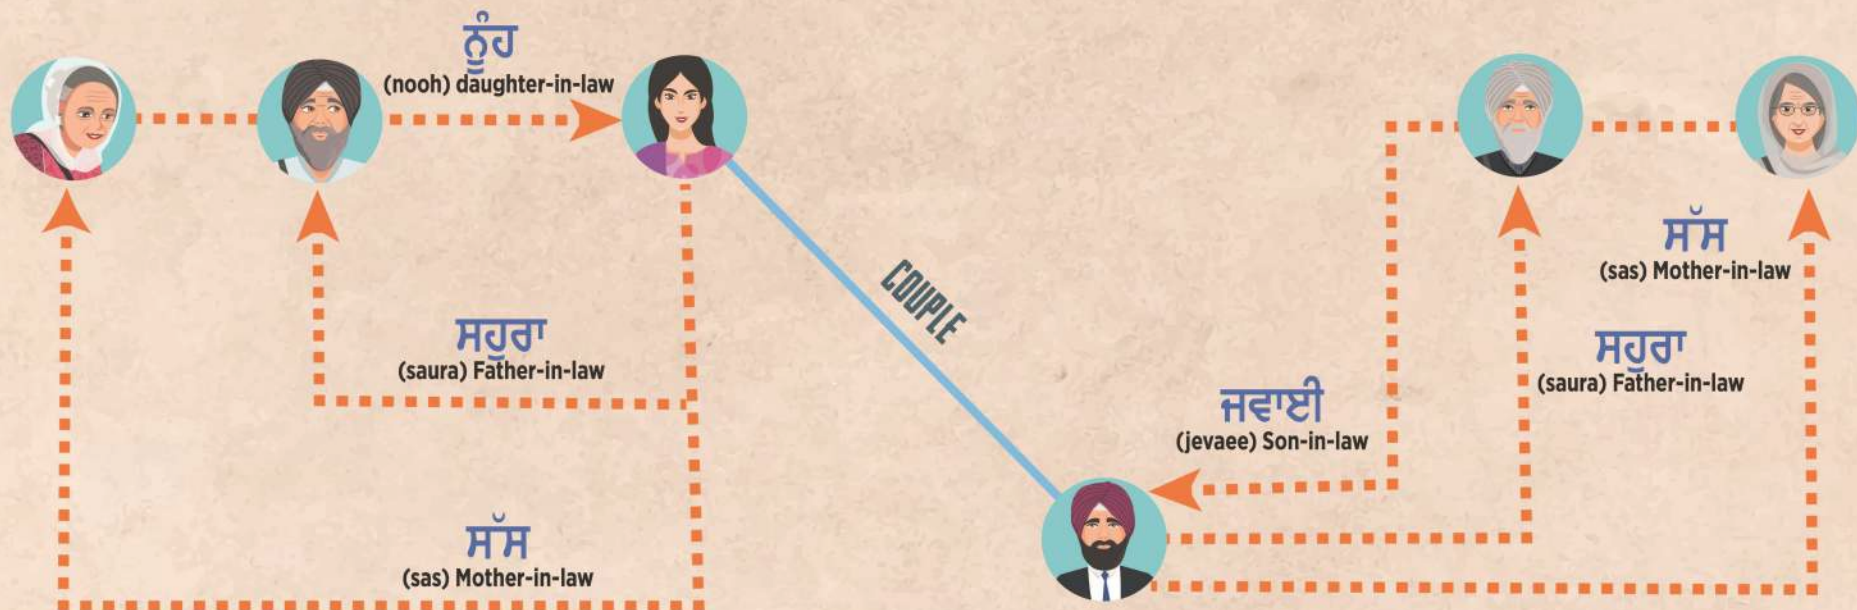 ਨੂੰਹ
(nooh) daughter-in-law
ਸਹੁਰਾ
(saura) Father-in-law
ਸੱਸ
(sas) Mother-in-law
COUPLE
ਸੱਸ
(sas) Mother-in-law
ਸਹੁਰਾ
(saura) Father-in-law
ਜਵਾਈ
(jevaee) Son-in-law